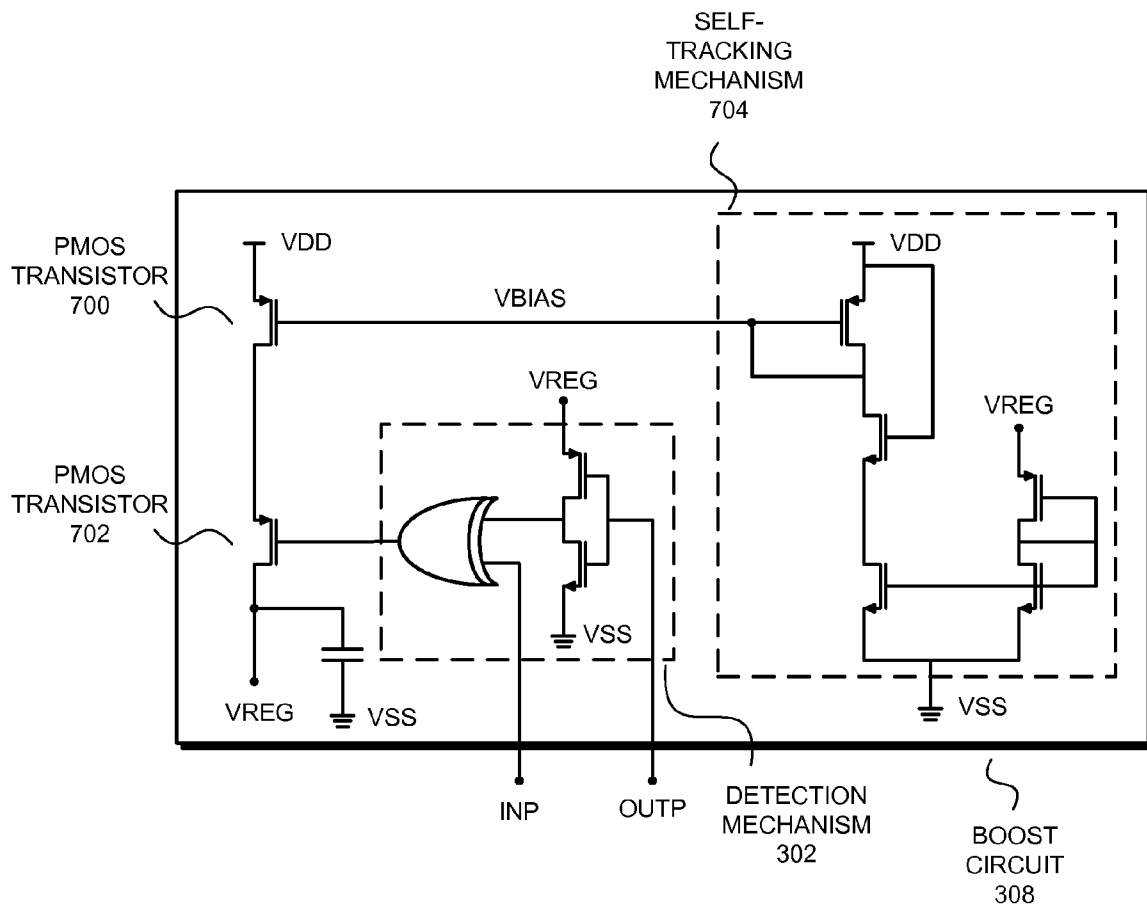 SELF-
TRACKING
MECHANISM
704
PMOS
TRANSISTOR
700
VDD
VBIAS
VDD
VREG
VREG
PMOS
TRANSISTOR
702
VSS
VREG
VSS
VSS
INP
OUTP
DETECTION
MECHANISM
302
BOOST
CIRCUIT
308